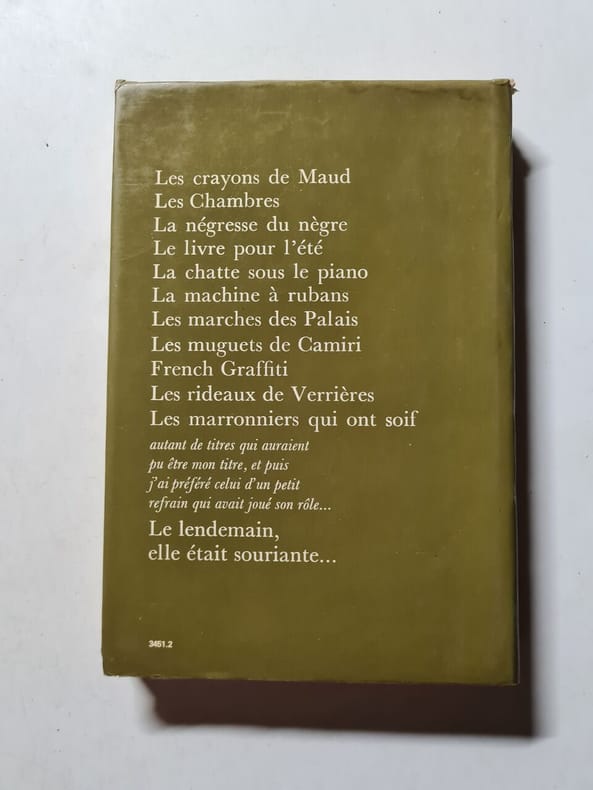 Les crayons de Maud
Les Chambres
La négresse du nègre
Le livre pour l'été
La chatte sous le piano
La machine à rubans
Les marches des Palais
Les muguets de Camiri
French Graffiti
Les rideaux de Verrières
Les marronniers qui ont soif
autant de titres qui auraient
pu être mon titre, et puis
j'ai préféré celui d'un petit
refrain qui avait joué son rôle...
Le lendemain,
elle était souriante...
3451.2